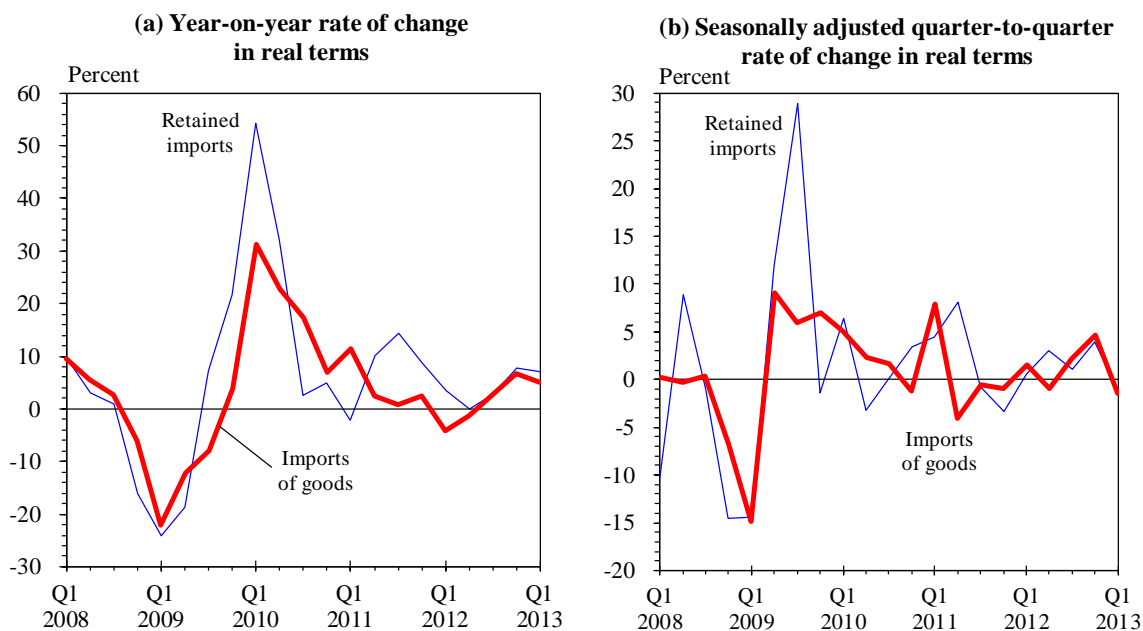 (a) Year-on-year rate of change
in real terms
Percent
60
50
40
30
20
10
0
-10
-20
-30
Retained
imports
Imports
of goods
Q1 Q1 Q1 Q1 Q1 Q1
2008 2009 2010 2011 2012 2013
(b) Seasonally adjusted quarter-to-quarter
rate of change in real terms
Percent
30
25
20
15
10
5
0
-5
-10
-15
-20
Retained
imports
Imports
of goods
Q1 Q1 Q1 Q1 Q1 Q1
2008 2009 2010 2011 2012 2013